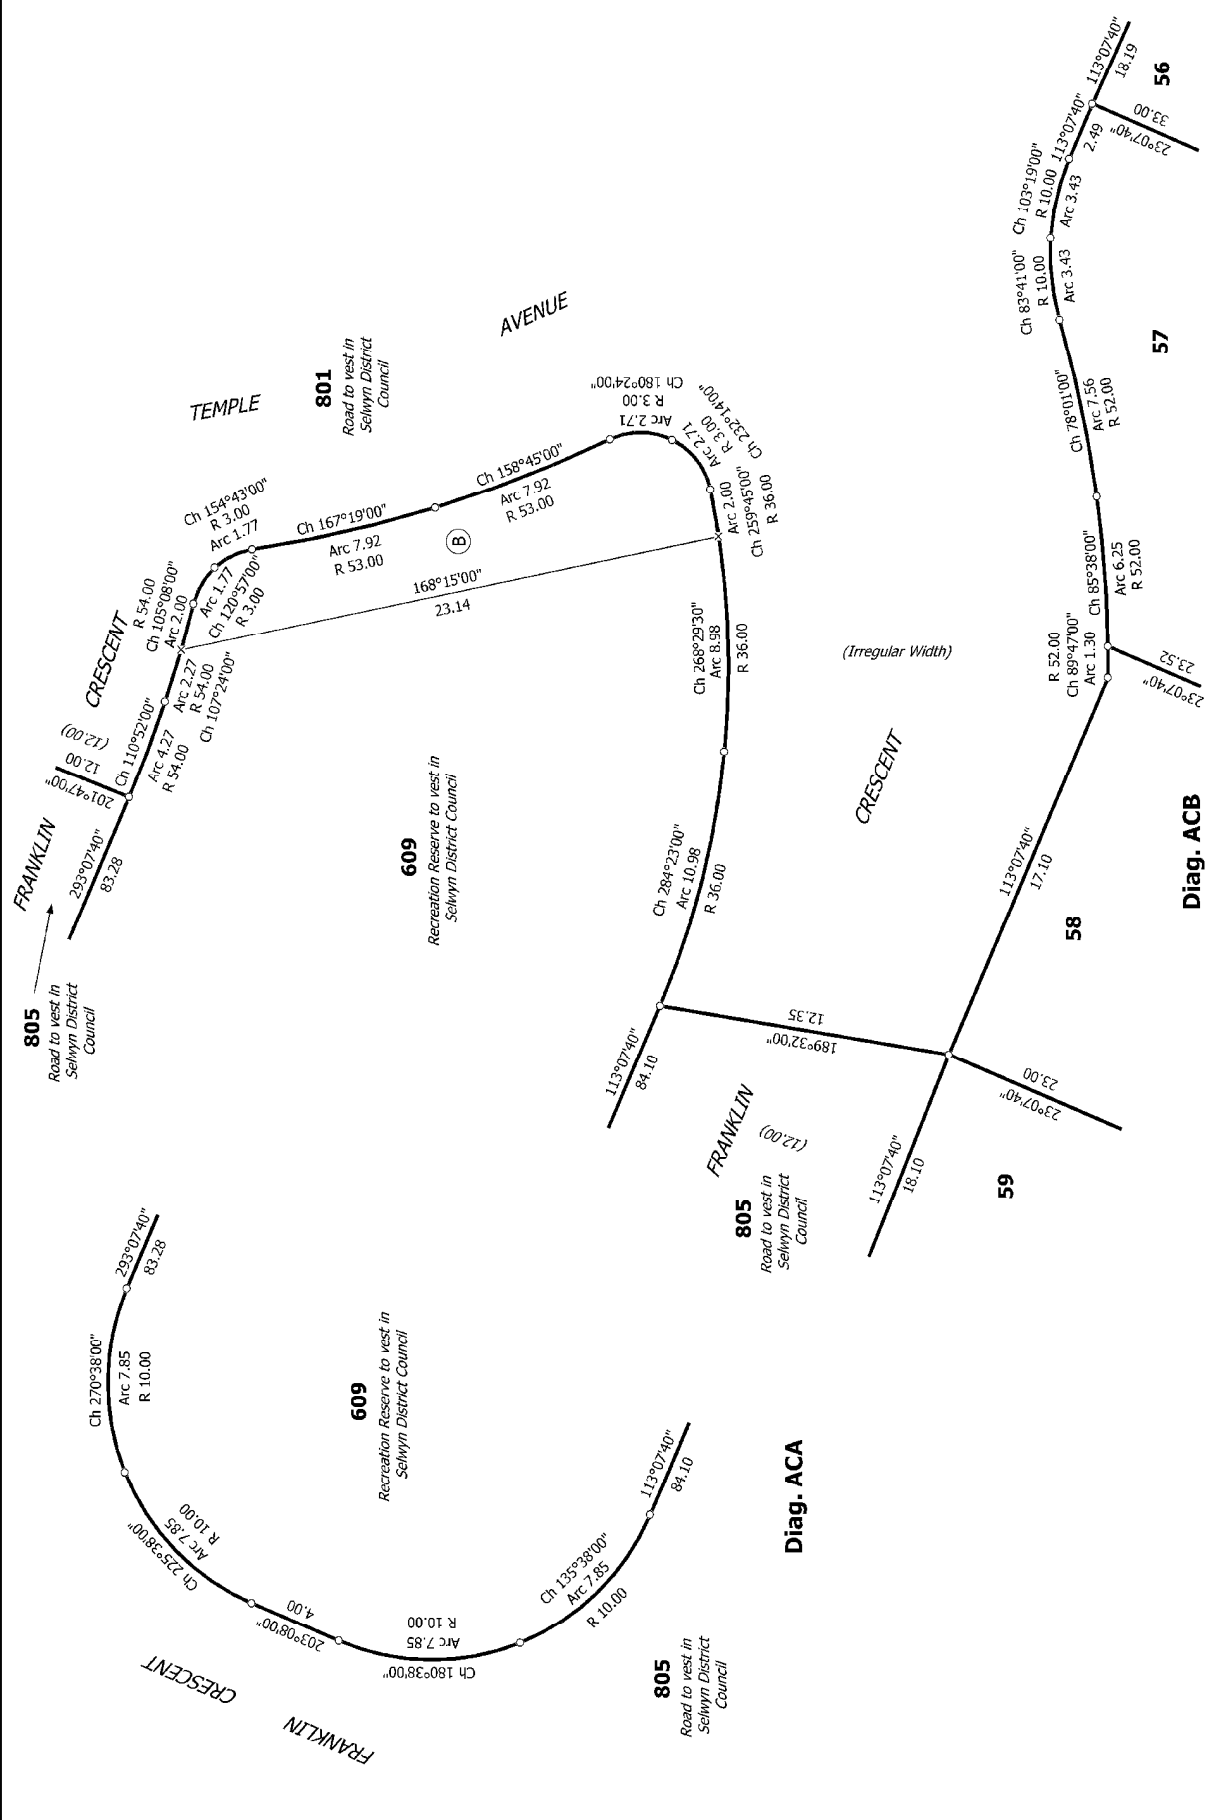 FRANKLIN
CRESCENT
(12.00)
805
Road to vest in
Selwyn District
Council
293°07'40"
83.28
201°47'00"
12.00
Ch 110°52'00"
Arc 4.27
R 54.00
Arc 2.27
R 54.00
Ch 107°24'00"
R 54.00
Ch 105°08'00"
Arc 2.00
Arc 1.77
Ch 120°57'00"
R 3.00
Ch 154°43'00"
R 3.00
Arc 1.77
Ch 167°19'00"
Arc 7.92
R 53.00
Ch 158°45'00"
Arc 7.92
R 53.00
B
168°15'00"
23.14
TEMPLE
AVENUE
801
Road to vest in
Selwyn District
Council
Ch 180°24'00"
R 3.00
Arc 2.71
Ch 232°14'00"
R 3.00
Arc 2.71
Arc 2.00
Ch 259°45'00"
R 36.00
Ch 268°29'30"
Arc 8.98
R 36.00
Ch 284°23'00"
Arc 10.98
R 36.00
609
Recreation Reserve to vest in
Selwyn District Council
113°07'40"
84.10
189°32'00"
12.35
FRANKLIN
(12.00)
CRESCENT
(Irregular Width)
805
Road to vest in
Selwyn District
Council
113°07'40"
18.10
59
23°07'40"
23.00
113°07'40"
17.10
58
R 52.00
Ch 89°47'00"
Arc 1.30
23°07'40"
23.52
Ch 85°38'00"
Arc 6.25
R 52.00
Ch 78°01'00"
Arc 7.56
R 52.00
57
Ch 83°41'00"
R 10.00
Arc 3.43
Ch 103°19'00"
R 10.00
Arc 3.43
113°07'40"
2.49
23°07'40"
33.00
113°07'40"
18.19
56
Diag. ACB
293°07'40"
83.28
Ch 270°38'00"
Arc 7.85
R 10.00
Ch 225°38'00"
Arc 7.85
R 10.00
203°08'00"
4.00
Ch 180°38'00"
Arc 7.85
R 10.00
Ch 135°38'00"
Arc 7.85
R 10.00
113°07'40"
84.10
609
Recreation Reserve to vest in
Selwyn District Council
FRANKLIN
CRESCENT
805
Road to vest in
Selwyn District
Council
Diag. ACA